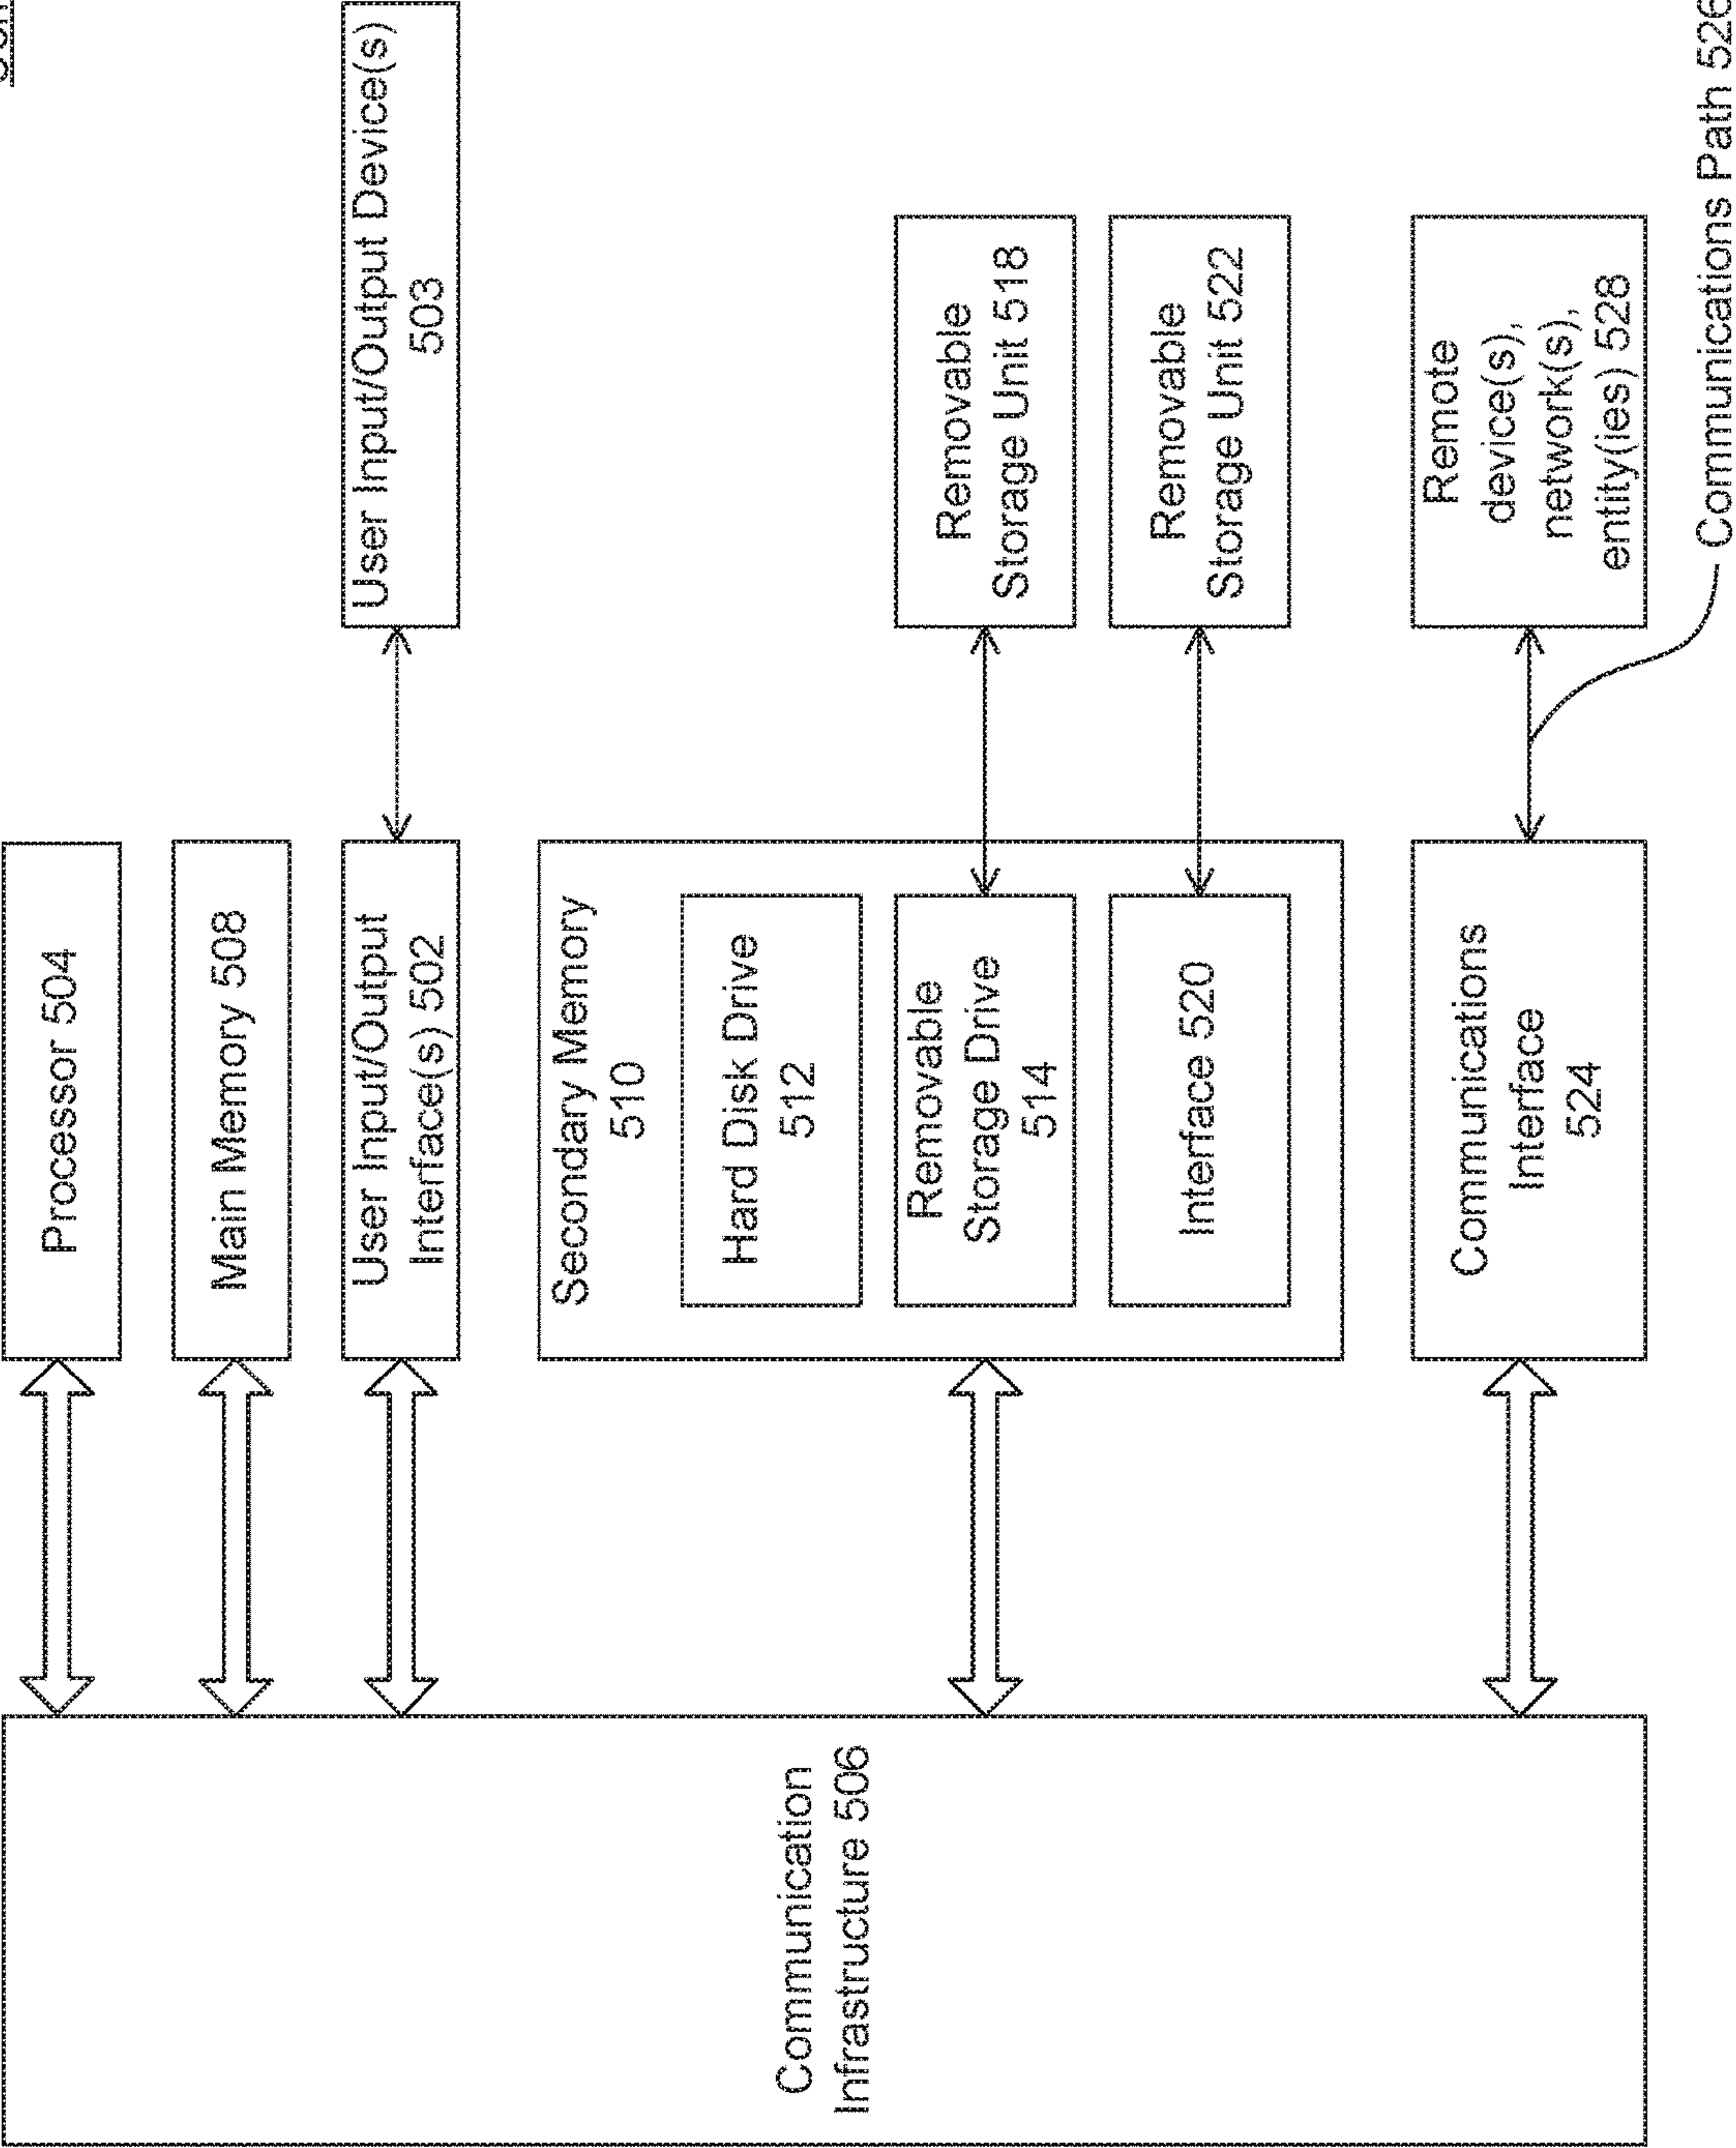 Processor 504
Main Memory 508
User Input/Output
Interface(s) 502
User Input/Output Device(s)
503
Secondary Memory
510
Hard Disk Drive
512
Removable
Storage Drive
514
Interface 520
Removable
Storage Unit 518
Removable
Storage Unit 522
Communications
Interface
524
Remote
device(s),
network(s),
entity(ies) 528
Communications Path 526
Communication
Infrastructure 506